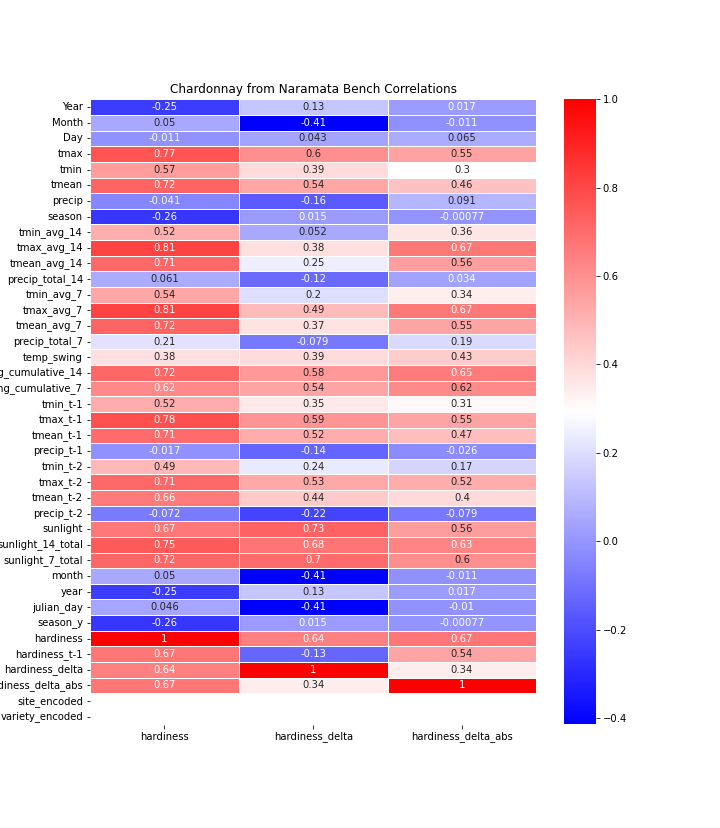 Chardonnay from Naramata Bench Correlations
Year -0.25 0.13 0.017
Month 0.05 -0.41 -0.011
Day -0.011 0.043 0.065
tmax 0.77 0.6 0.55
tmin 0.57 0.39 0.3
tmean 0.72 0.54 0.46
precip -0.041 -0.16 0.091
season -0.26 0.015 -0.00077
tmin_avg_14 0.52 0.052 0.36
tmax_avg_14 0.81 0.38 0.67
tmean_avg_14 0.71 0.25 0.56
precip_total_14 0.061 -0.12 0.034
tmin_avg_7 0.54 0.2 0.34
tmax_avg_7 0.81 0.49 0.67
tmean_avg_7 0.72 0.37 0.55
precip_total_7 0.21 -0.079 0.19
temp_swing 0.38 0.39 0.43
g_cumulative_14 0.72 0.58 0.65
ng_cumulative_7 0.62 0.54 0.62
tmin_t-1 0.52 0.35 0.31
tmax_t-1 0.78 0.59 0.55
tmean_t-1 0.71 0.52 0.47
precip_t-1 -0.017 -0.14 -0.026
tmin_t-2 0.49 0.24 0.17
tmax_t-2 0.71 0.53 0.52
tmean_t-2 0.66 0.44 0.4
precip_t-2 -0.072 -0.22 -0.079
sunlight 0.67 0.73 0.56
sunlight_14_total 0.75 0.68 0.63
sunlight_7_total 0.72 0.7 0.6
month 0.05 -0.41 -0.011
year -0.25 0.13 0.017
julian_day 0.046 -0.41 -0.01
season_y -0.26 0.015 -0.00077
hardiness 1 0.64 0.67
hardiness_t-1 0.67 -0.13 0.54
hardiness_delta 0.64 1 0.34
diness_delta_abs 0.67 0.34 1
site_encoded
variety_encoded
hardiness hardiness_delta hardiness_delta_abs
1.0
0.8
0.6
0.4
0.2
0.0
−0.2
−0.4